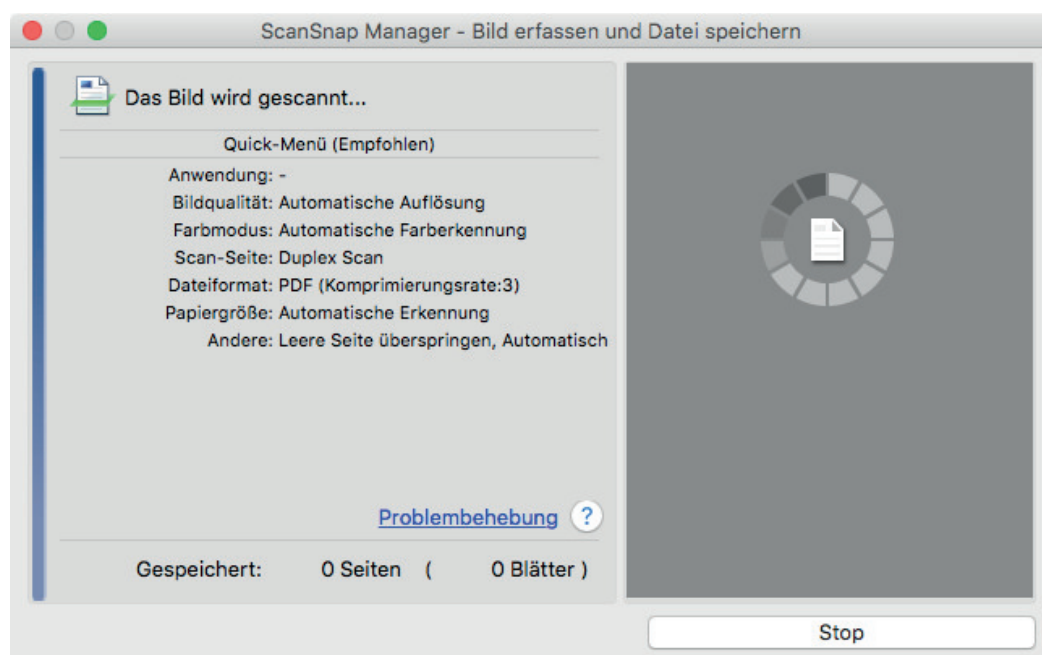 ScanSnap Manager - Bild erfassen und Datei speichern
Das Bild wird gescannt...
Quick-Menü (Empfohlen)
Anwendung: -
Bildqualität: Automatische Auflösung
Farbmodus: Automatische Farberkennung
Scan-Seite: Duplex Scan
Dateiformat: PDF (Komprimierungsrate:3)
Papiergröße: Automatische Erkennung
Andere: Leere Seite überspringen, Automatisch
Problembehebung ?
Gespeichert: 0 Seiten ( 0 Blätter )
Stop